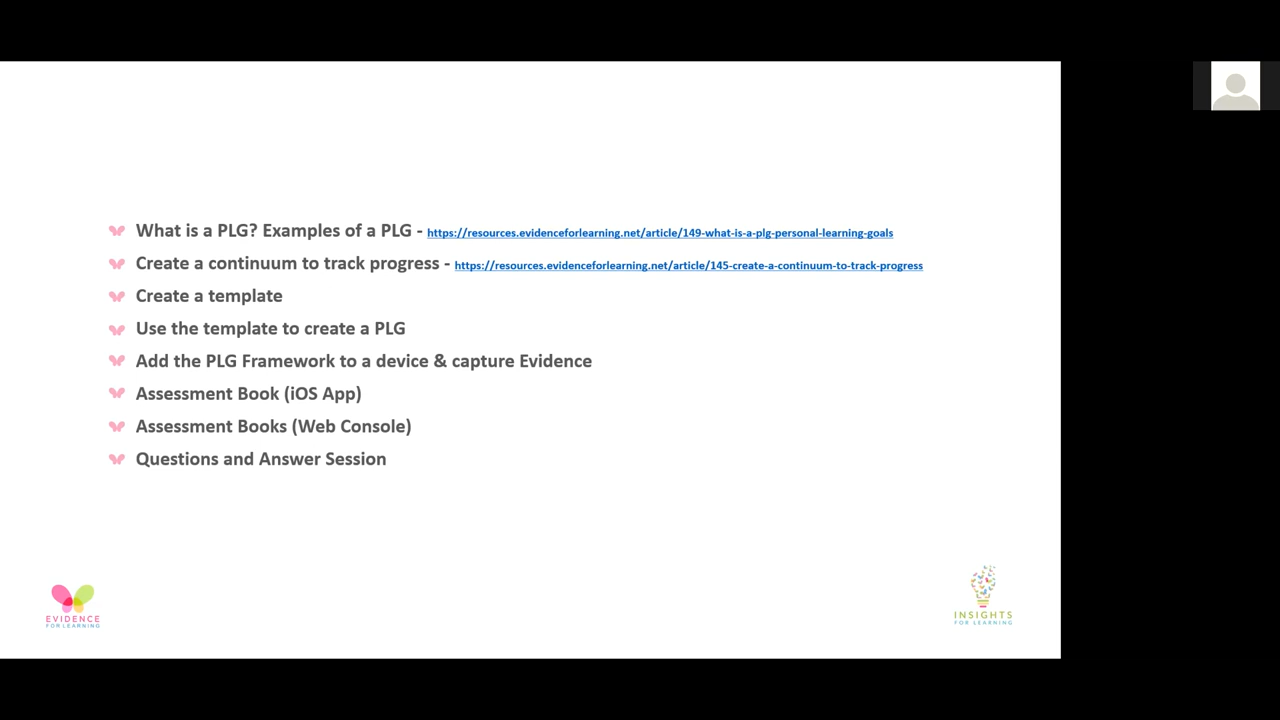 What is a PLG? Examples of a PLG - https://resources.evidenceforlearning.net/article/149-what-is-a-plg-personal-learning-goals
Create a continuum to track progress - https://resources.evidenceforlearning.net/article/145-create-a-continuum-to-track-progress
Create a template
Use the template to create a PLG
Add the PLG Framework to a device & capture Evidence
Assessment Book (iOS App)
Assessment Books (Web Console)
Questions and Answer Session
EVIDENCE
FOR LEARNING
INSIGHTS
FOR LEARNING